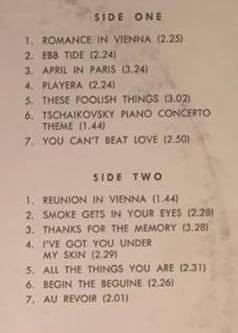 SIDE ONE
1. ROMANCE IN VIENNA (2.25)
2. EBB TIDE (2.24)
3. APRIL IN PARIS (3.24)
4. PLAYERA (2.24)
5. THESE FOOLISH THINGS (3.02)
6. TSCHAIKOVSKY PIANO CONCERTO
THEME (1.44)
7. YOU CAN'T BEAT LOVE (2.50)
SIDE TWO
1. REUNION IN VIENNA (1.44)
2. SMOKE GETS IN YOUR EYES (2.28)
3. THANKS FOR THE MEMORY (3.28)
4. I'VE GOT YOU UNDER
MY SKIN (2.29)
5. ALL THE THINGS YOU ARE (2.31)
6. BEGIN THE BEGUINE (2.26)
7. AU REVOIR (2.01)